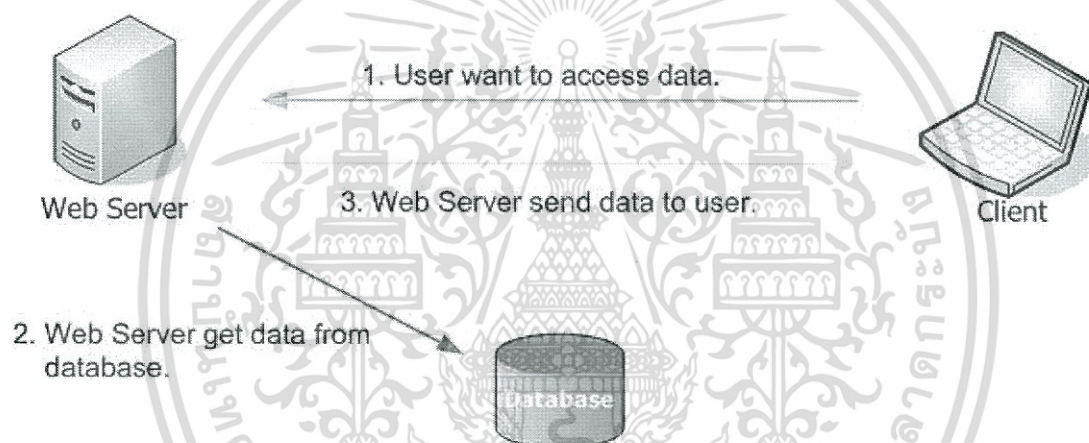 1. User want to access data.
Web Server
3. Web Server send data to user.
Client
2. Web Server get data from
database.
Database